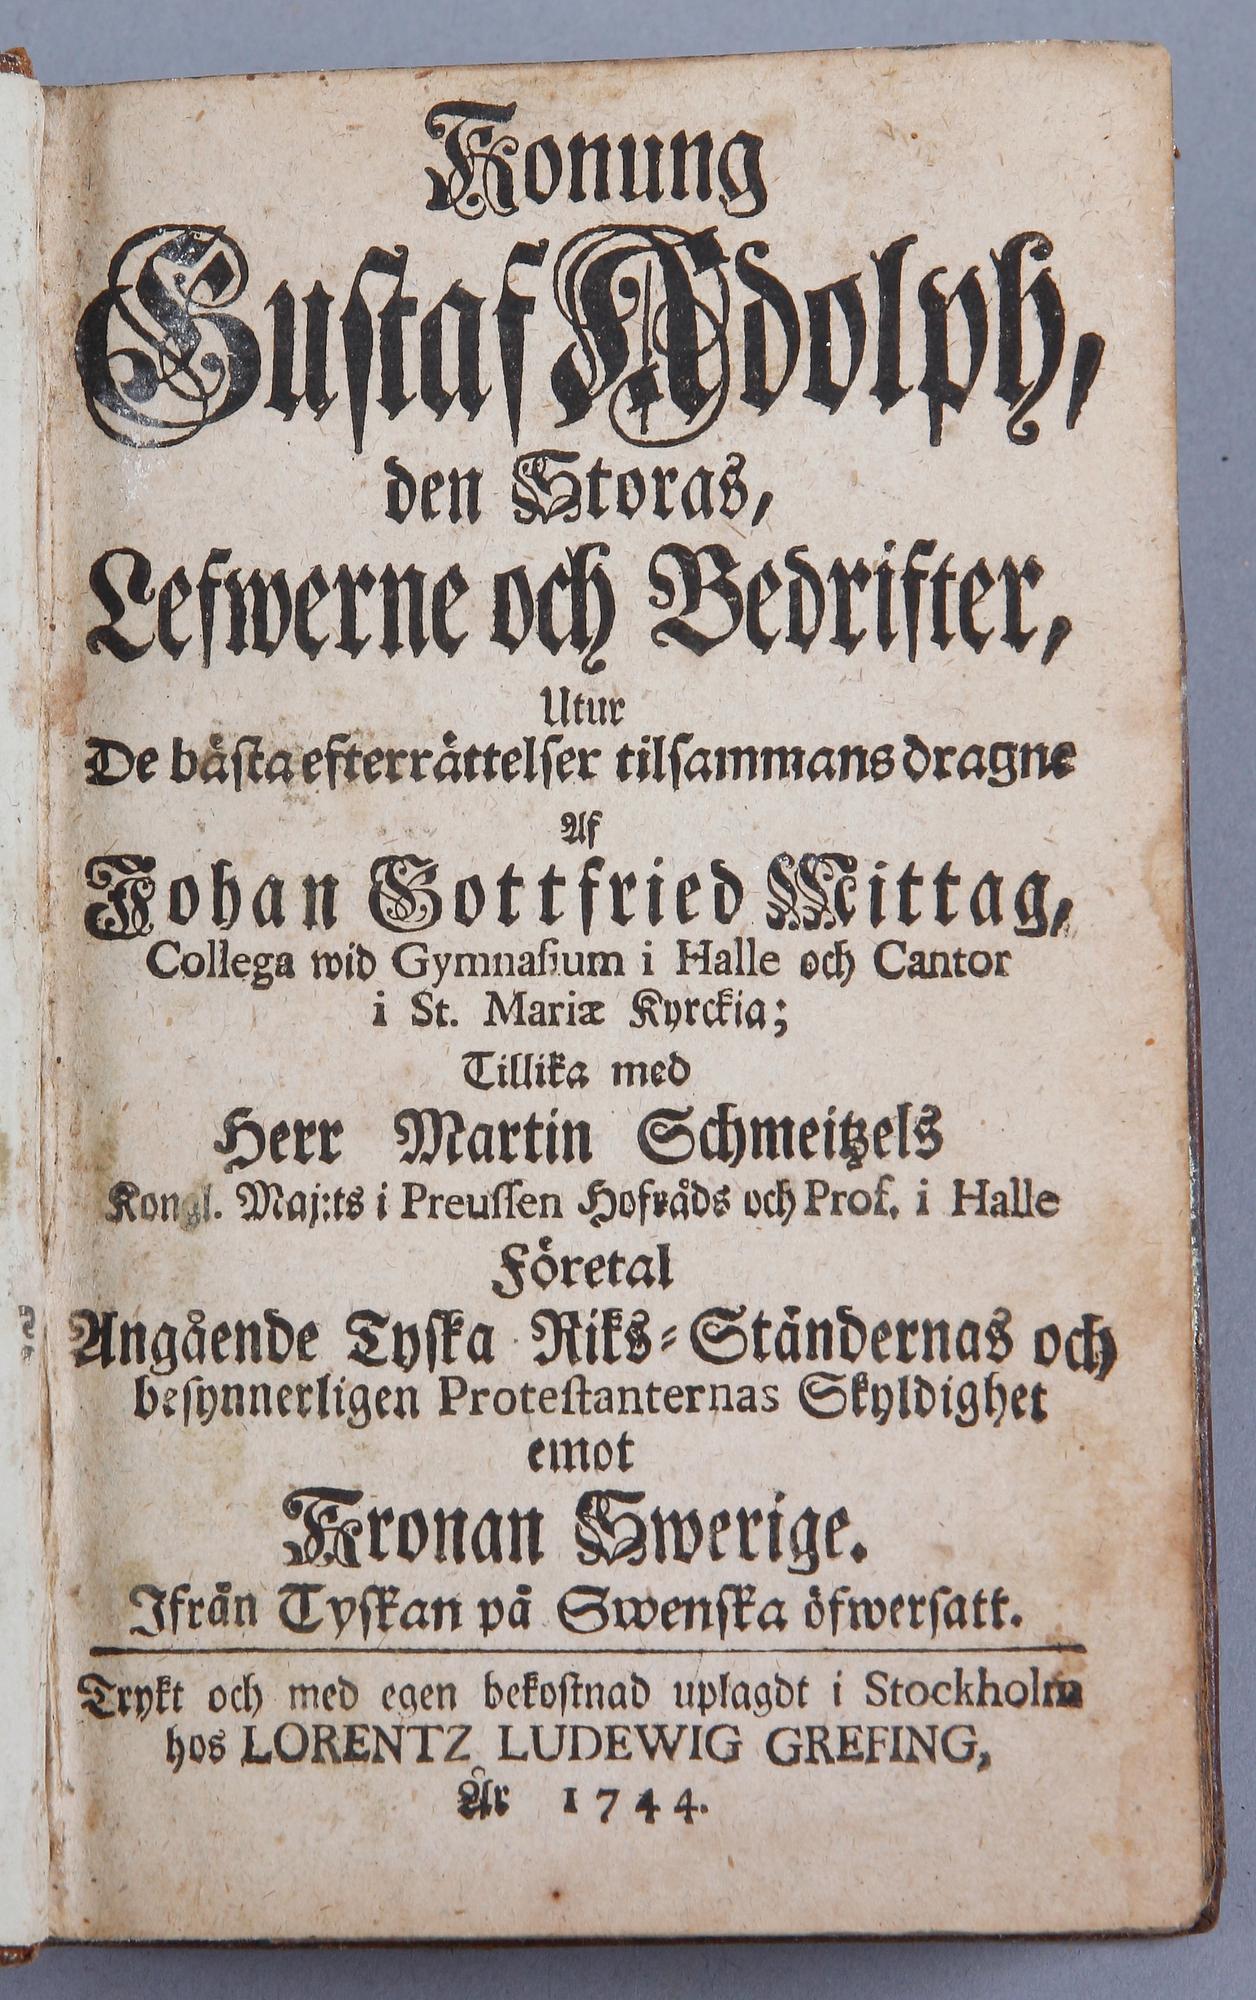 Konung
Gustaf Adolph,
den Storas,
Lefwerne och Bedrifter,
Utur
De bästa efterrättelser tilsammansdragne
Af
Johan Gottfried Mittag,
Collega wid Gymnasium i Halle och Cantor
i St. Mariæ Kyrckia;
Tillika med
Herr Martin Schmeitzels
Kongl. Maj:ts i Preussen Hofråds och Prof. i Halle
Företal
Angående Tyska Riks-Ständernas och
besynnerligen Protestanternas Skyldighet
emot
Kronan Swerige.
Ifrån Tyskan på Swenska öfwersatt.
Trykt och med egen bekostnad uplagdt i Stockholm
hos LORENTZ LUDEWIG GREFING,
År 1744.